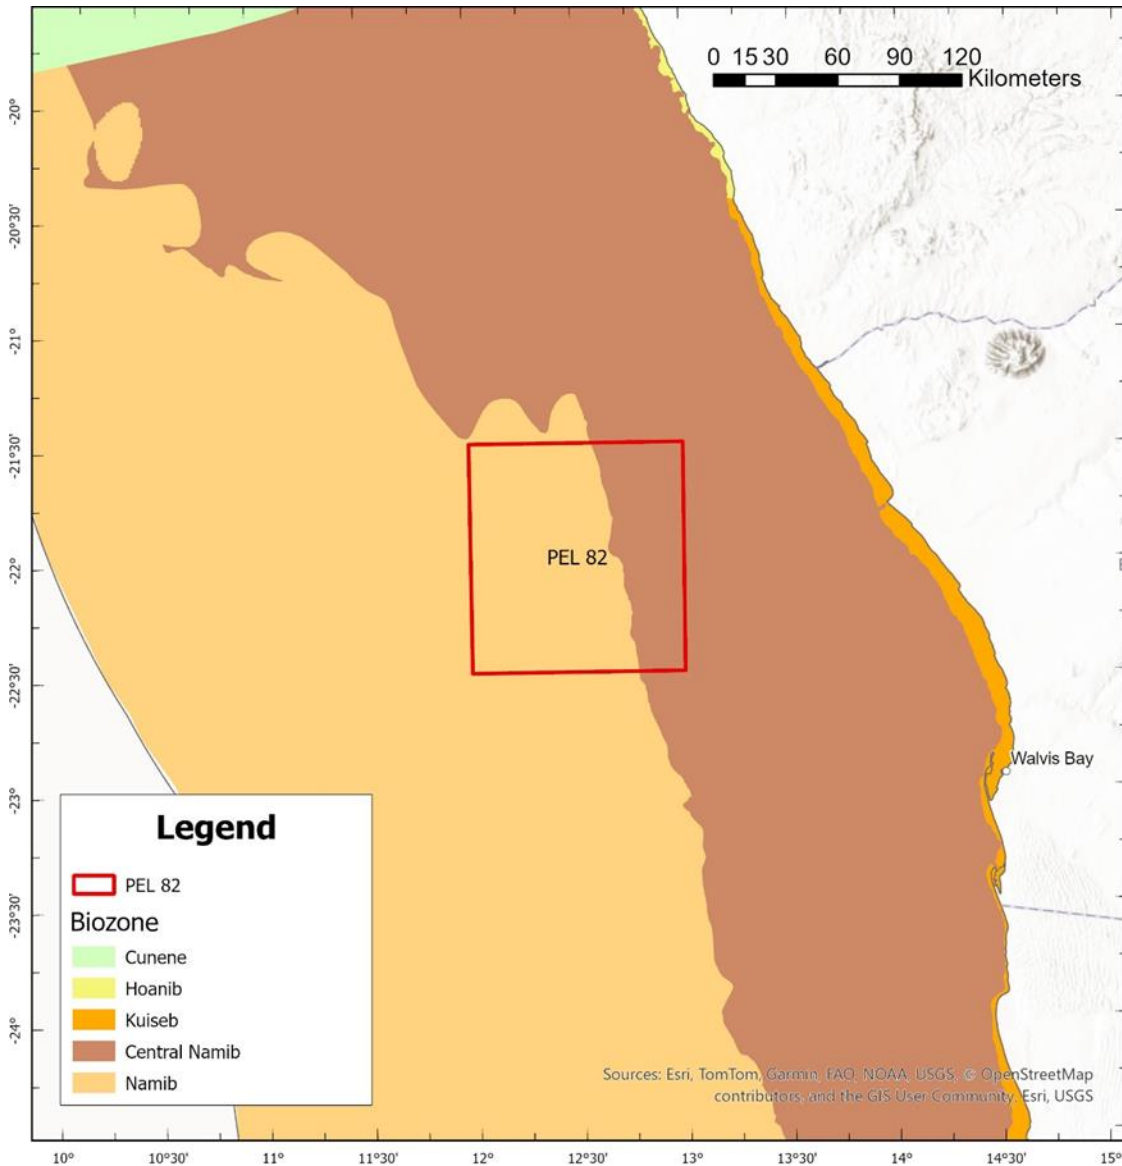 0 15 30 60 90 120
Kilometers
-20°
-20°30'
-21°
-21°30'
-22°
-22°30'
-23°
-23°30'
-24°
PEL 82
Walvis Bay
Legend
PEL 82
Biozone
Cunene
Hoanib
Kuiseb
Central Namib
Namib
Sources: Esri, TomTom, Garmin, FAO, NOAA, USGS, © OpenStreetMap
contributors, and the GIS User Community, Esri, USGS
10° 10°30' 11° 11°30' 12° 12°30' 13° 13°30' 14° 14°30' 15°